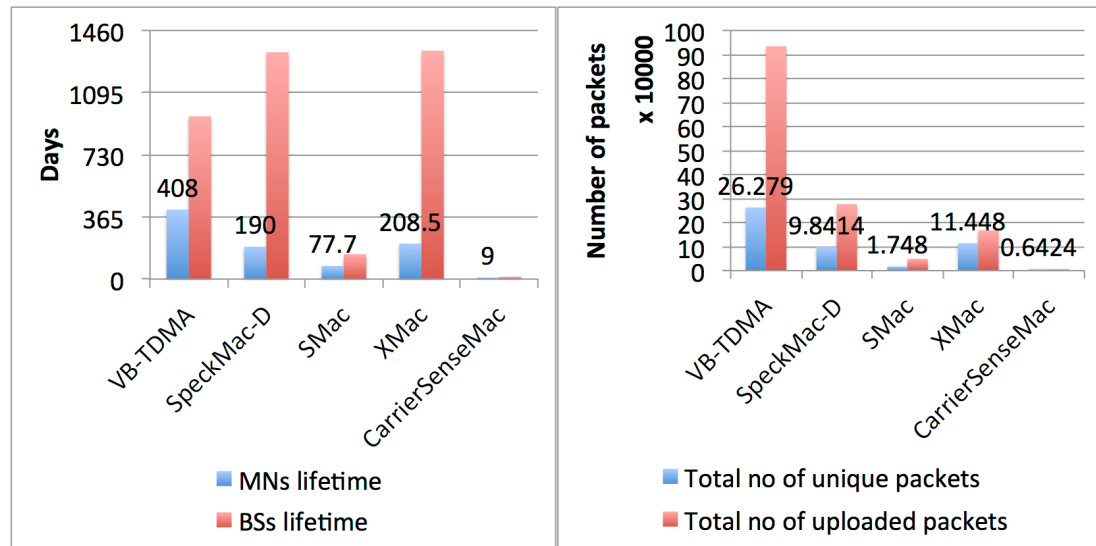 Days
1460
1095
730
365
0
408
190
77.7
208.5
9
VB-TDMA
SpeckMac-D
SMac
XMac
CarrierSenseMac
MNs lifetime
BSs lifetime
Number of packets
x 10000
100
90
80
70
60
50
40
30
20
10
0
26.279
9.8414
1.748
11.448
0.6424
VB-TDMA
SpeckMac-D
SMac
XMac
CarrierSenseMac
Total no of unique packets
Total no of uploaded packets